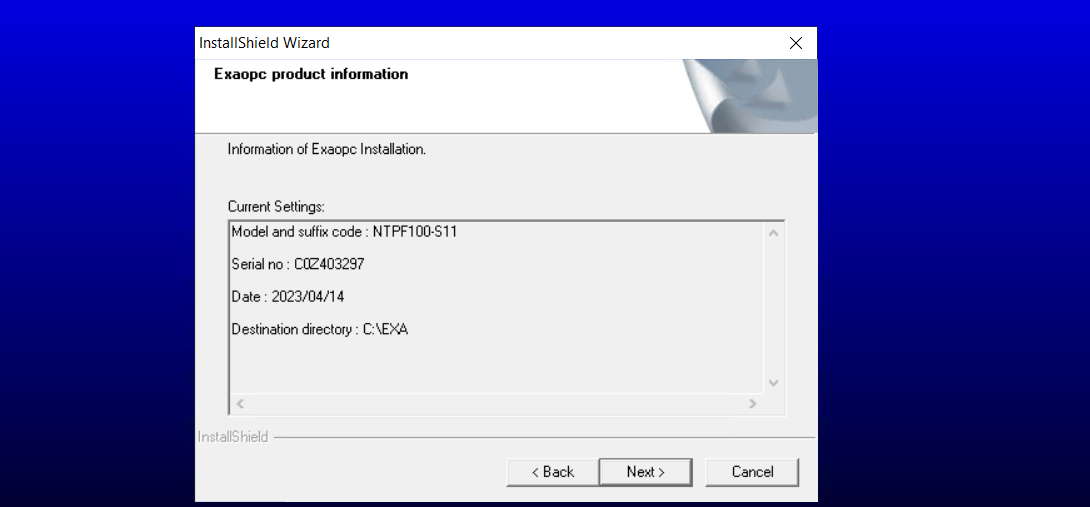 InstallShield Wizard
Exaopc product information
Information of Exaopc Installation.
Current Settings:
Model and suffix code : NTPF100-S11
Serial no : C0Z403297
Date : 2023/04/14
Destination directory : C:\EXA
InstallShield
< Back
Next >
Cancel